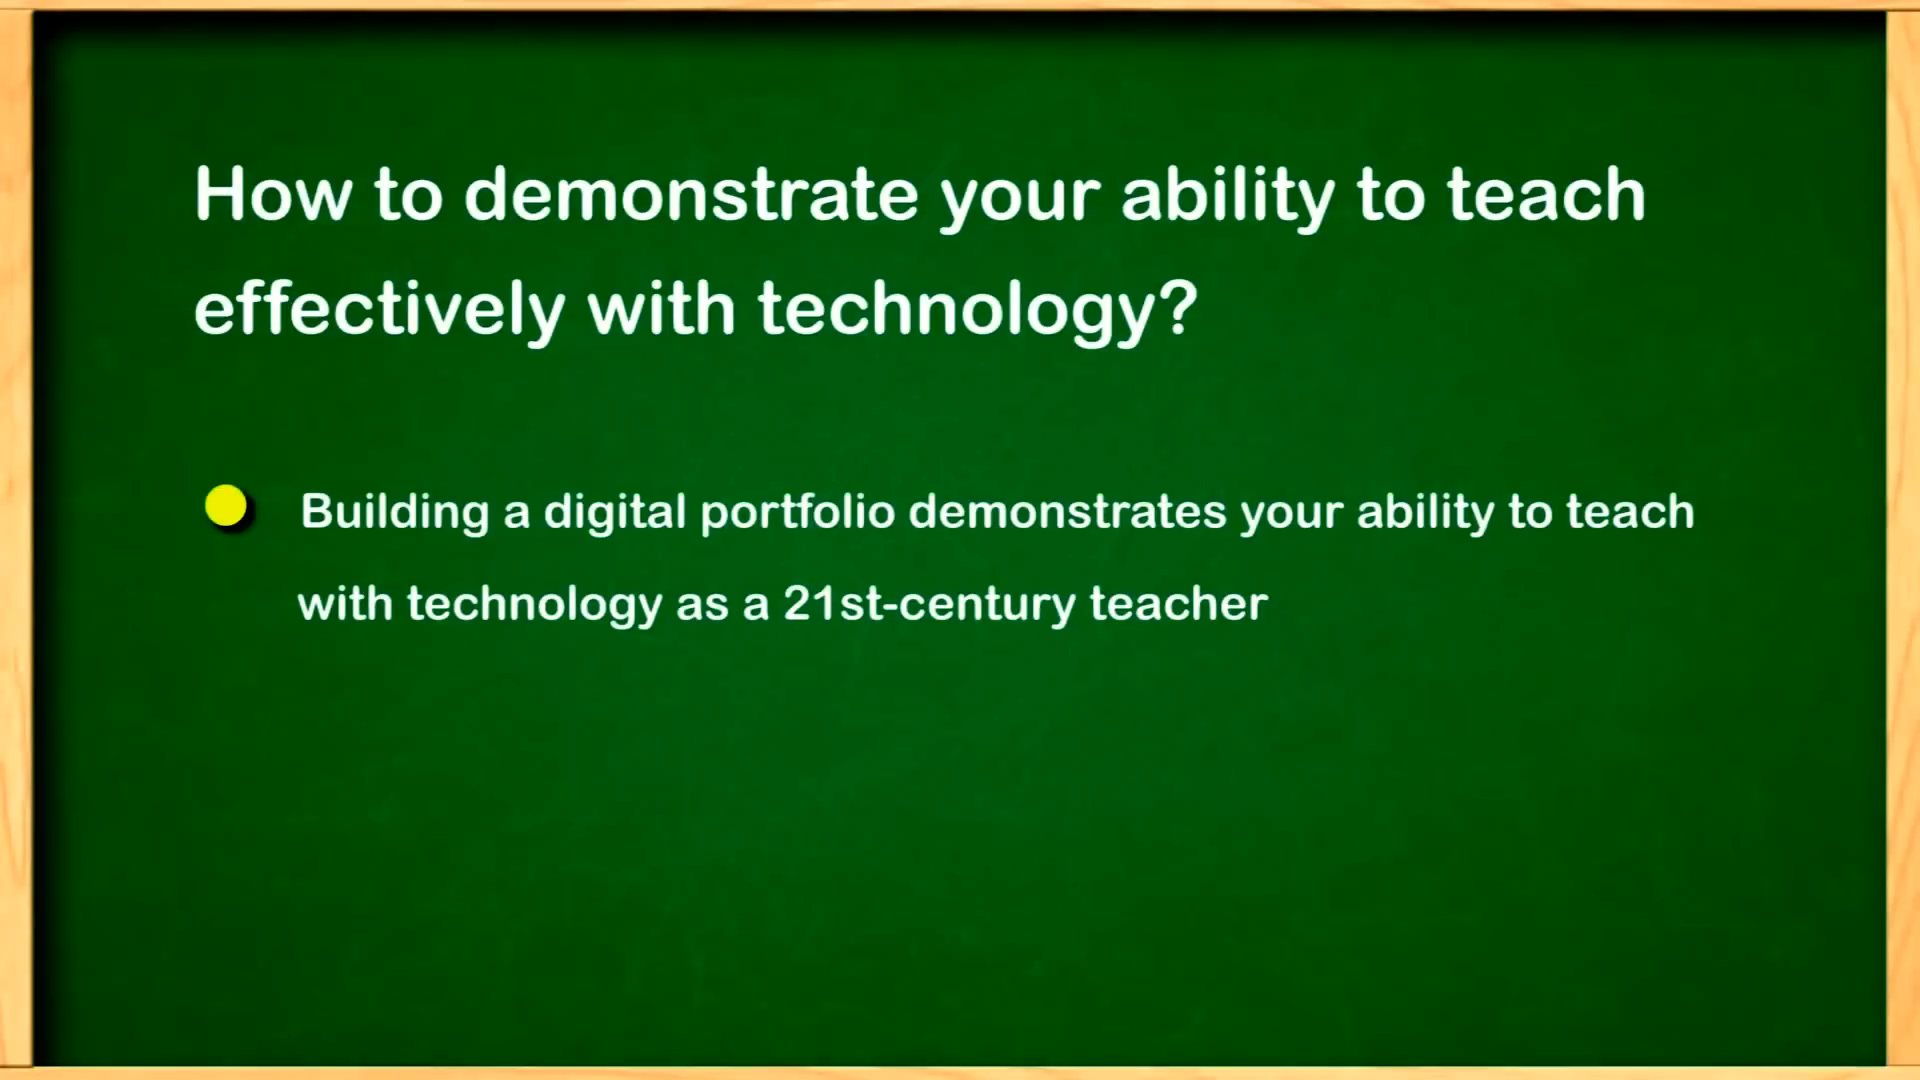 How to demonstrate your ability to teach
effectively with technology?
Building a digital portfolio demonstrates your ability to teach
with technology as a 21st-century teacher